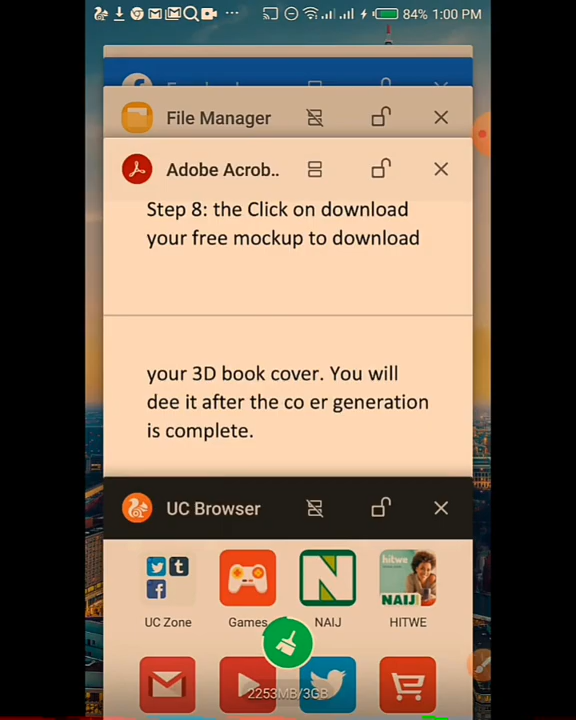 84% 1:00 PM
File Manager
Adobe Acrob..
Step 8: the Click on download
your free mockup to download
your 3D book cover. You will
dee it after the co er generation
is complete.
UC Browser
hitwe
NAIJ
UC Zone
Games
NAIJ
HITWE
2253MB/3GB